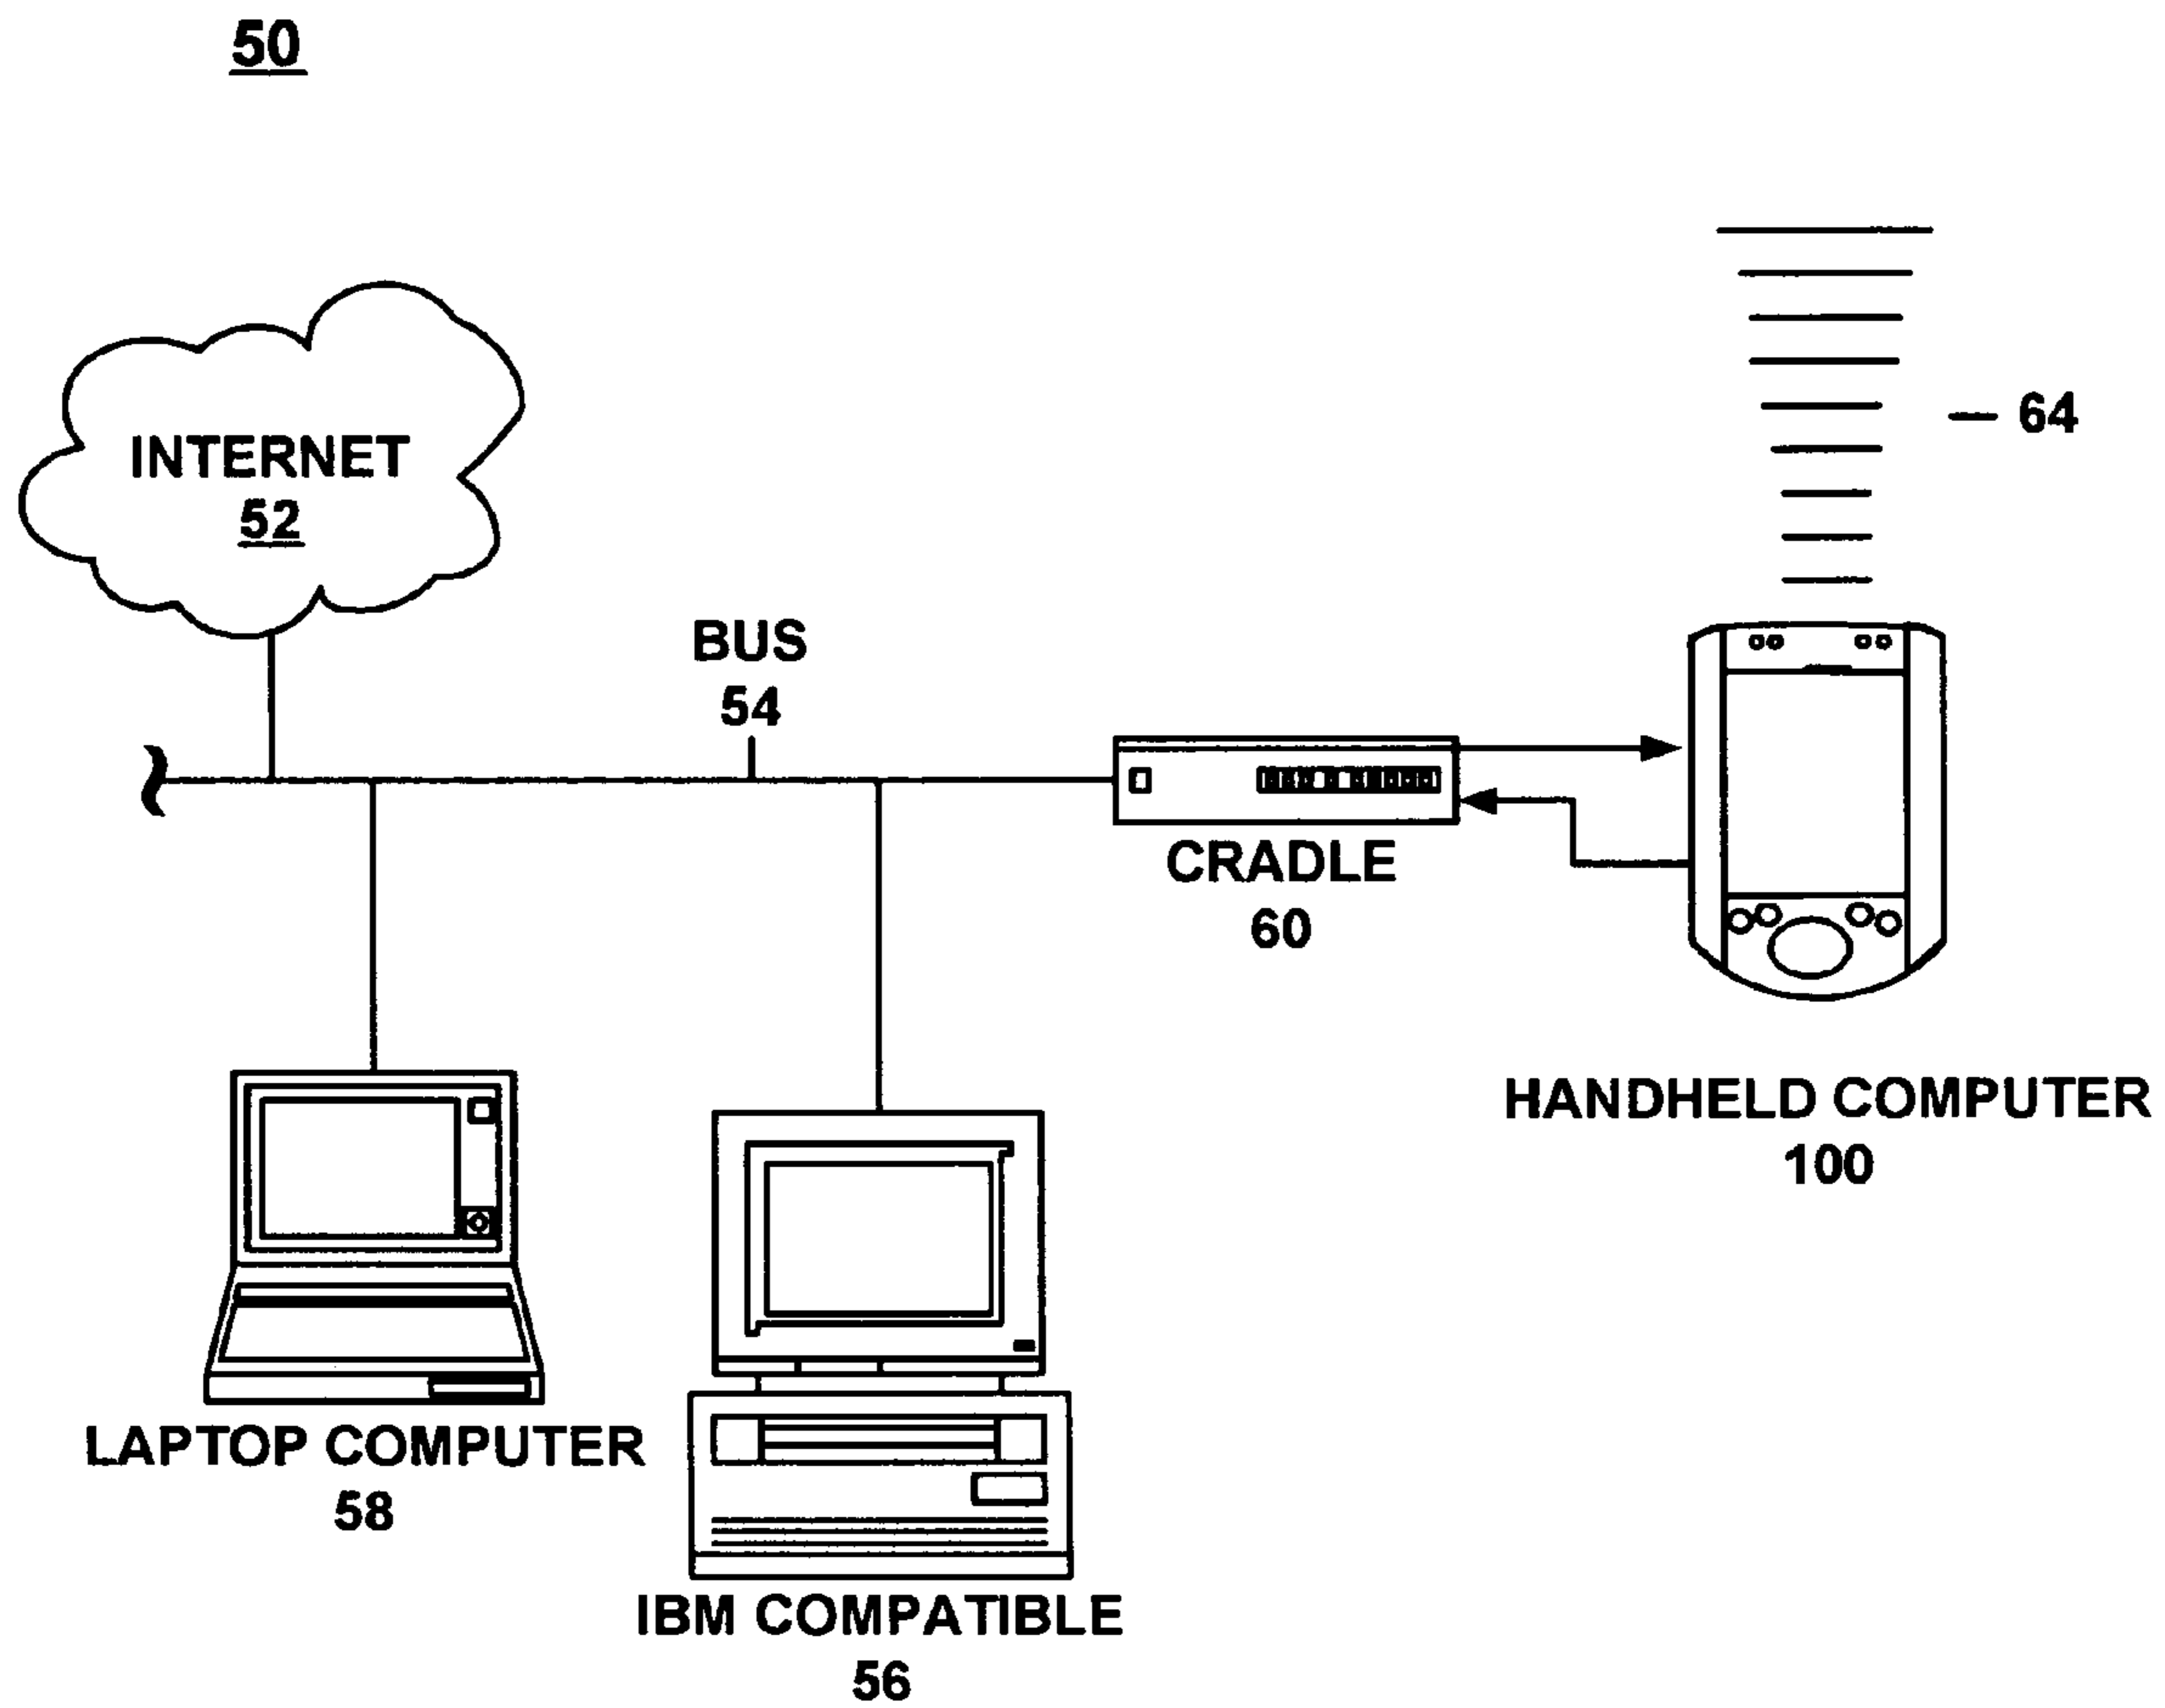 50
INTERNET
52
64
BUS
54
CRADLE
60
HANDHELD COMPUTER
100
LAPTOP COMPUTER
58
IBM COMPATIBLE
56